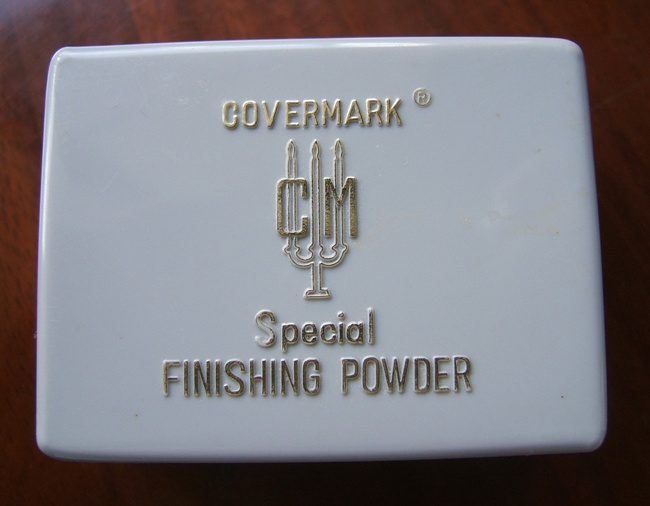 COVERMARK ®
CM
Special
FINISHING POWDER